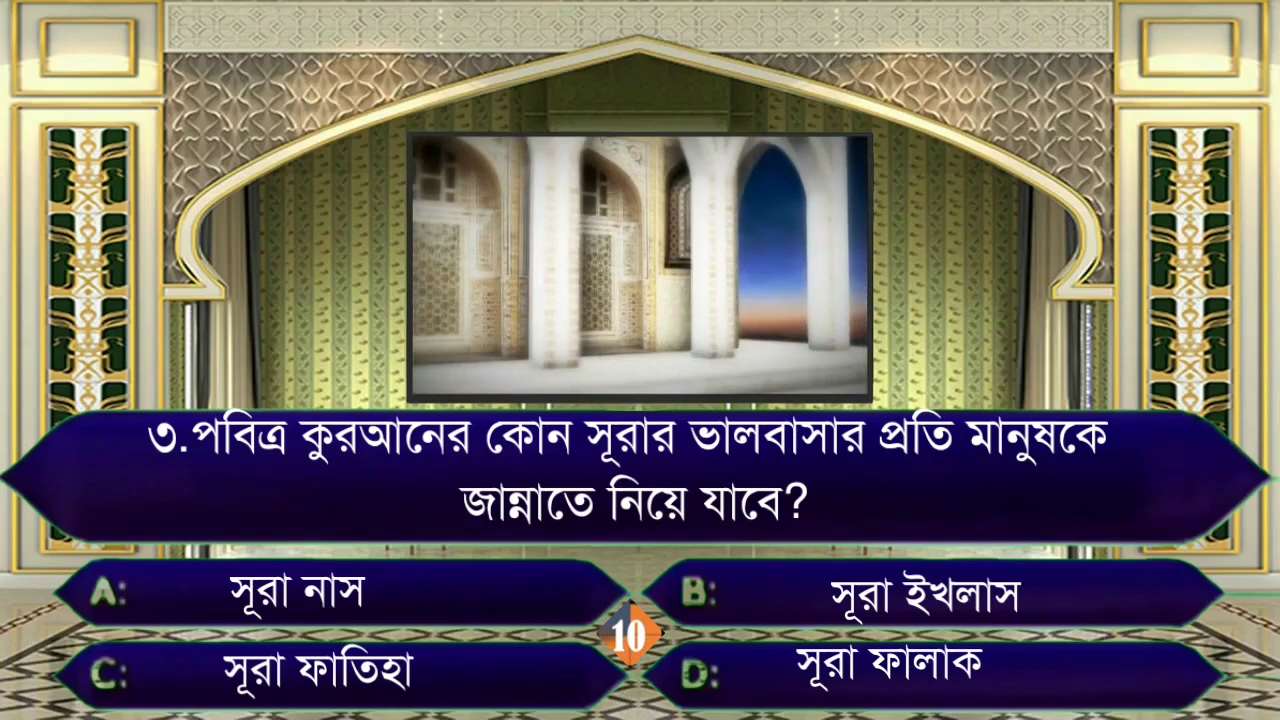 ৩.পবিত্র কুরআনের কোন সূরার ভালবাসার প্রতি মানুষকে
জান্নাতে নিয়ে যাবে?
A: সূরা নাস
B: সূরা ইখলাস
10
C: সূরা ফাতিহা
D: সূরা ফালাক